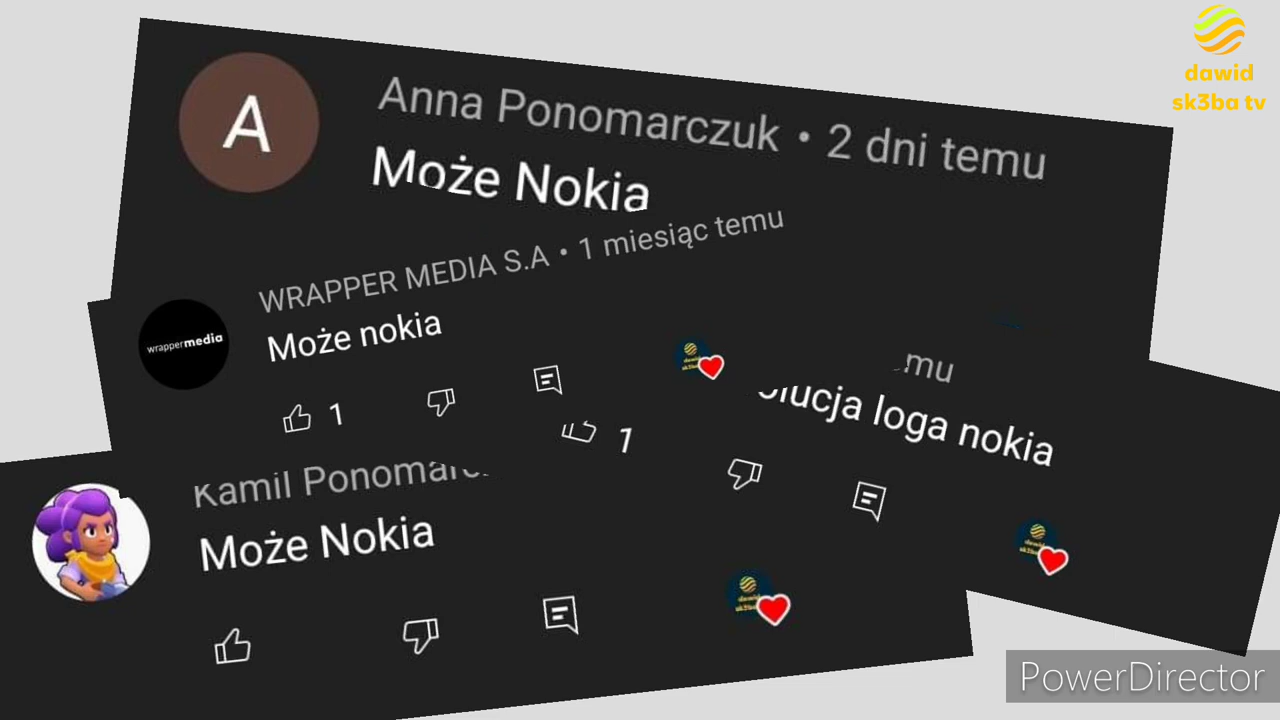 dawid
sk3ba tv
A
Anna Ponomarczuk • 2 dni temu
Może Nokia
WRAPPER MEDIA S.A • 1 miesiąc temu
wrappermedia
Może nokia
1
loga nokia
1
Kamil
Może Nokia
PowerDirector